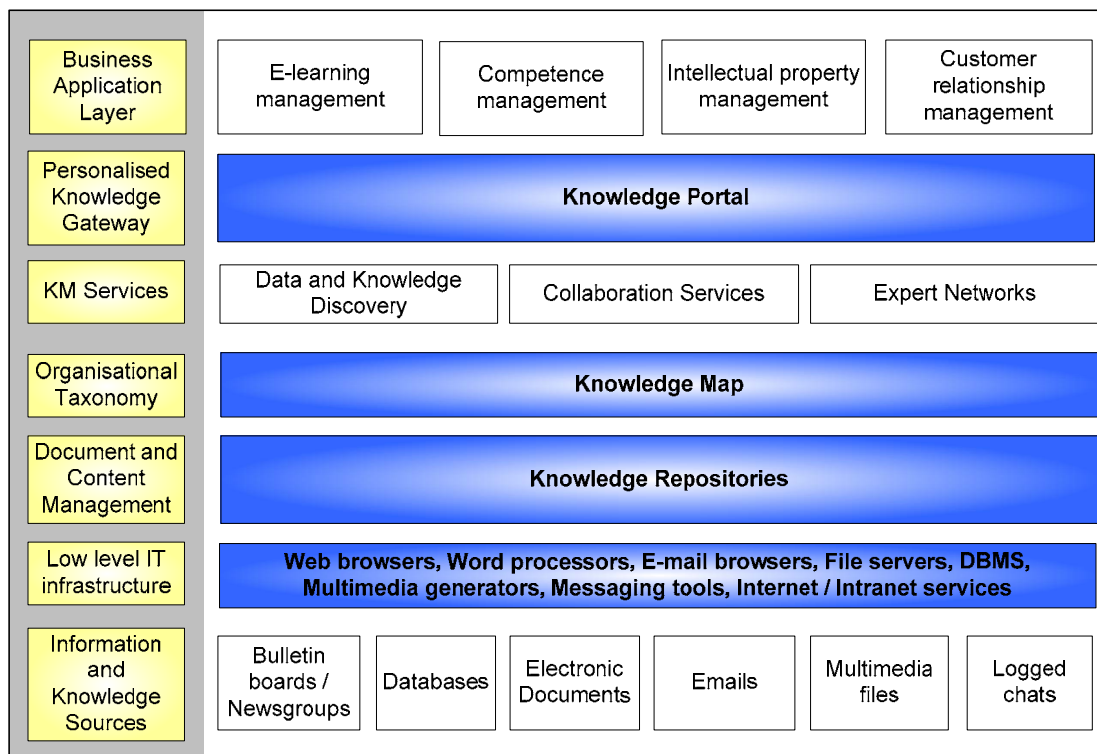 Business
Application
Layer
E-learning
management
Competence
management
Intellectual property
management
Customer
relationship
management
Personalised
Knowledge
Gateway
Knowledge Portal
KM Services
Data and Knowledge
Discovery
Collaboration Services
Expert Networks
Organisational
Taxonomy
Knowledge Map
Document and
Content
Management
Knowledge Repositories
Low level IT
infrastructure
Web browsers, Word processors, E-mail browsers, File servers, DBMS,
Multimedia generators, Messaging tools, Internet / Intranet services
Information
and
Knowledge
Sources
Bulletin
boards /
Newsgroups
Databases
Electronic
Documents
Emails
Multimedia
files
Logged
chats